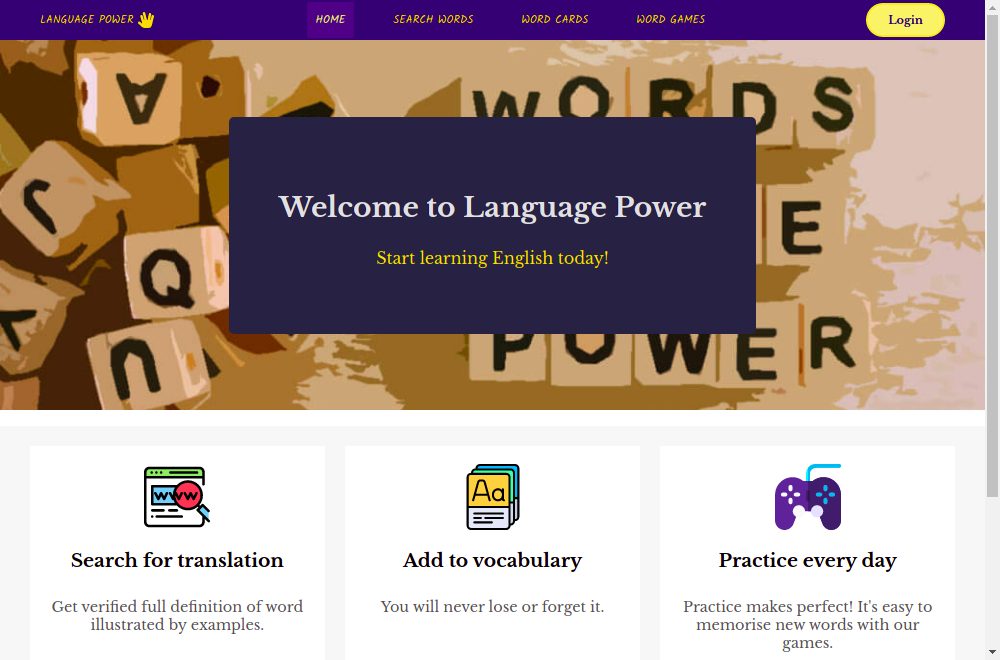 LANGUAGE POWER
HOME
SEARCH WORDS
WORD CARDS
WORD GAMES
Login
WORDS
E
POWER
A
Q
U
Welcome to Language Power
Start learning English today!
www
Aa
Search for translation
Add to vocabulary
Practice every day
Get verified full definition of word
illustrated by examples.
You will never lose or forget it.
Practice makes perfect! It's easy to
memorise new words with our
games.